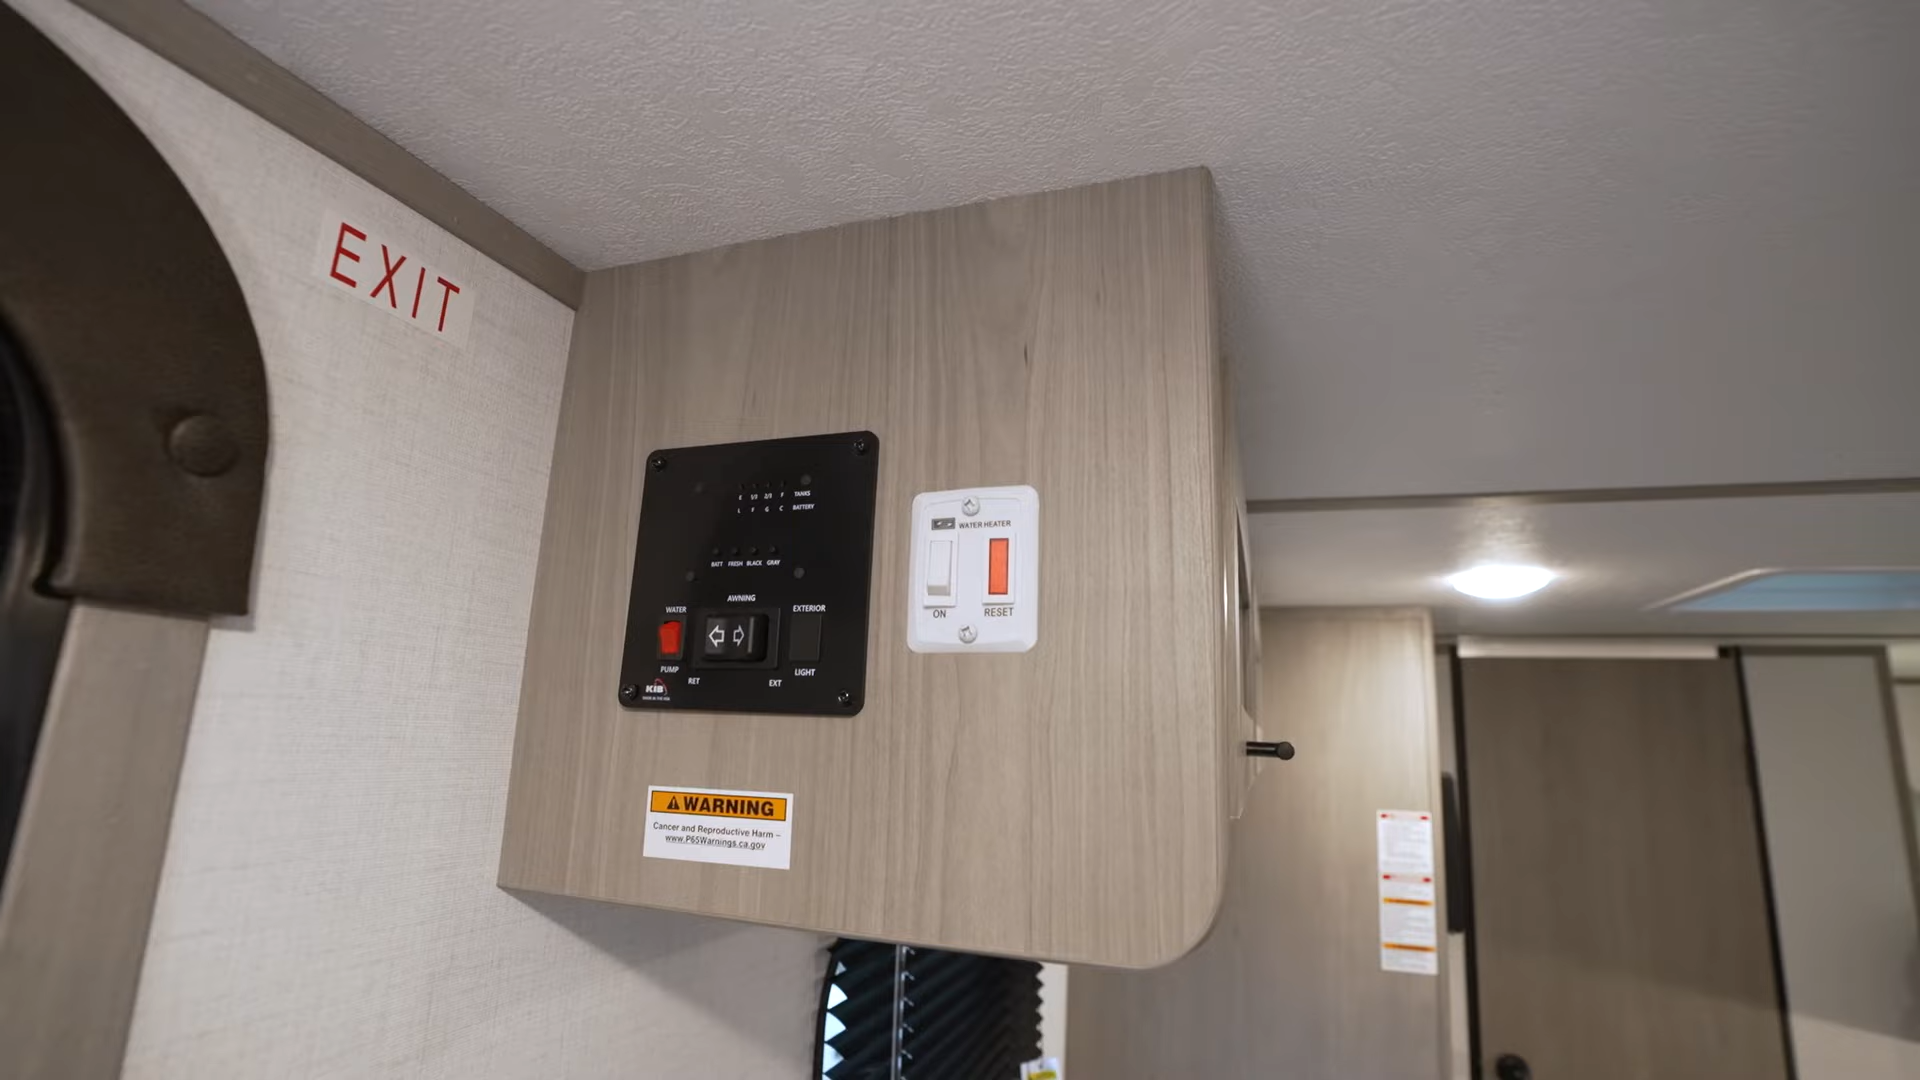 EXIT
E 1/3 2/3 F TANKS
L F G C BATTERY
BATT FRESH BLACK GRAY
WATER
PUMP
AWNING
RET EXT
EXTERIOR
LIGHT
KIB
WATER HEATER
ON RESET
WARNING
Cancer and Reproductive Harm –
www.P65Warnings.ca.gov